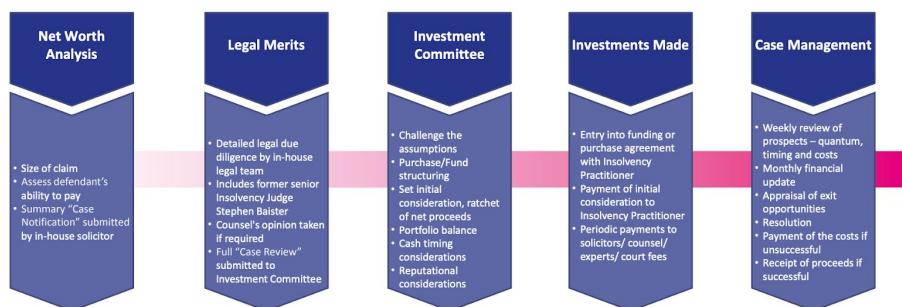 Net Worth
Analysis
• Size of claim
• Assess defendant's
ability to pay
• Summary "Case
Notification" submitted
by in-house solicitor
Legal Merits
• Detailed legal due
diligence by in-house
legal team
• Includes former senior
Insolvency Judge
Stephen Baister
• Counsel's opinion taken
if required
• Full "Case Review"
submitted to
Investment Committee
Investment
Committee
• Challenge the
assumptions
• Purchase/Fund
structuring
• Set initial
consideration, ratchet
of net proceeds
• Portfolio balance
• Cash timing
considerations
• Reputational
considerations
Investments Made
• Entry into funding or
purchase agreement
with Insolvency
Practitioner
• Payment of initial
consideration to
Insolvency Practitioner
• Periodic payments to
solicitors/ counsel/
experts/ court fees
Case Management
• Weekly review of
prospects – quantum,
timing and costs
• Monthly financial
update
• Appraisal of exit
opportunities
• Resolution
• Payment of the costs if
unsuccessful
• Receipt of proceeds if
successful